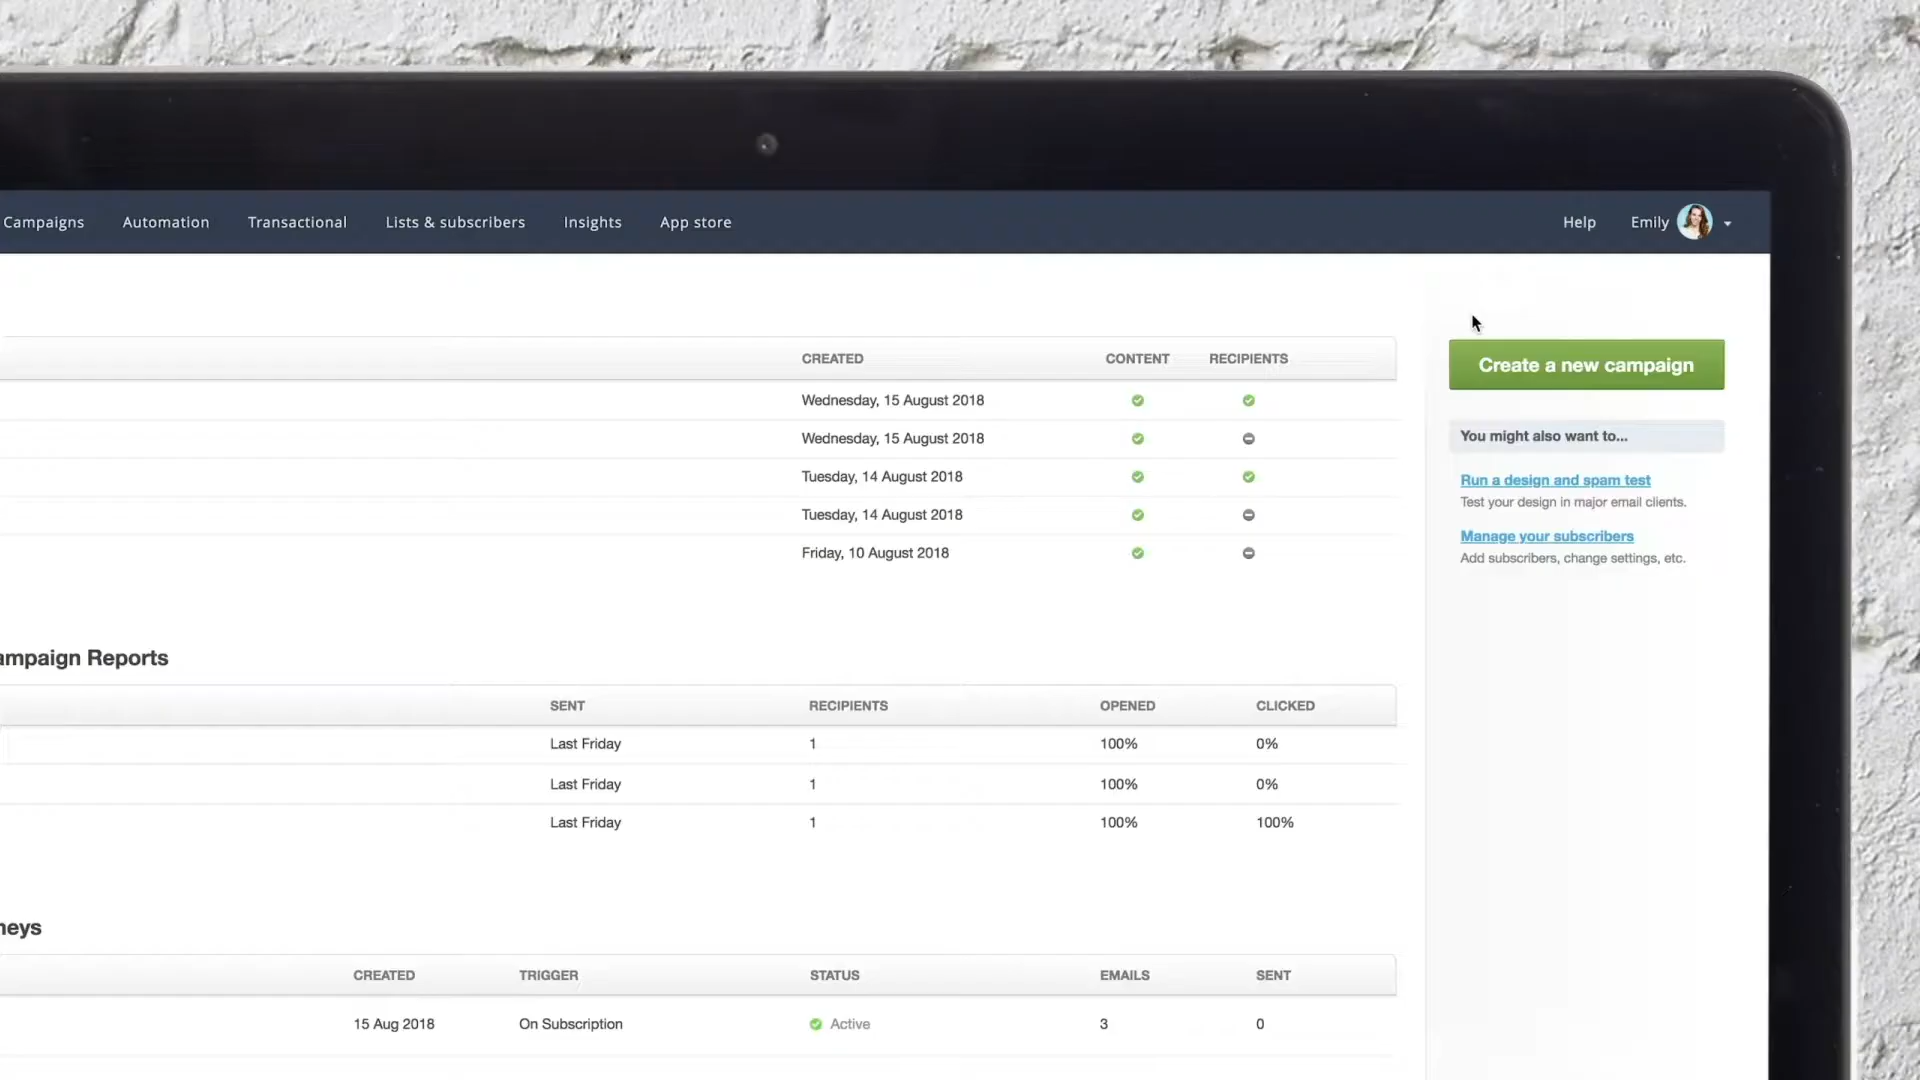 Campaigns Automation Transactional Lists & subscribers Insights App store Help Emily
CREATED CONTENT RECIPIENTS
Wednesday, 15 August 2018
Wednesday, 15 August 2018
Tuesday, 14 August 2018
Tuesday, 14 August 2018
Friday, 10 August 2018
Create a new campaign
You might also want to...
Run a design and spam test
Test your design in major email clients.
Manage your subscribers
Add subscribers, change settings, etc.
ampaign Reports
SENT RECIPIENTS OPENED CLICKED
Last Friday 1 100% 0%
Last Friday 1 100% 0%
Last Friday 1 100% 100%
neys
CREATED TRIGGER STATUS EMAILS SENT
15 Aug 2018 On Subscription Active 3 0